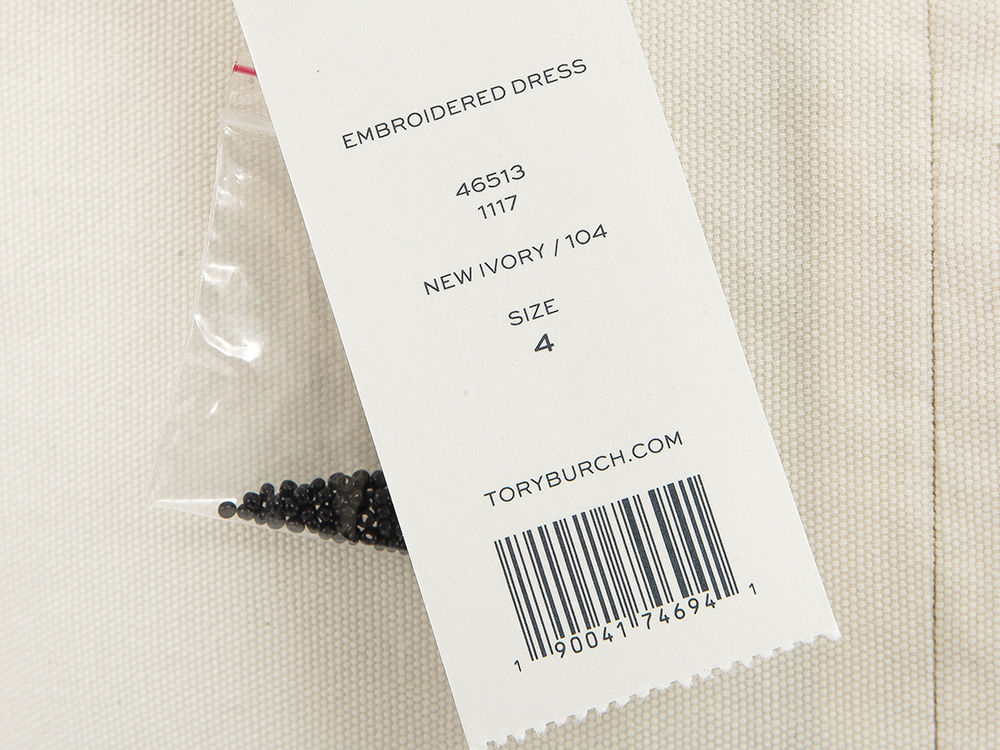 EMBROIDERED DRESS
46513
1117
NEW IVORY / 104
SIZE
4
TORYBURCH.COM
1 90041 74694 1